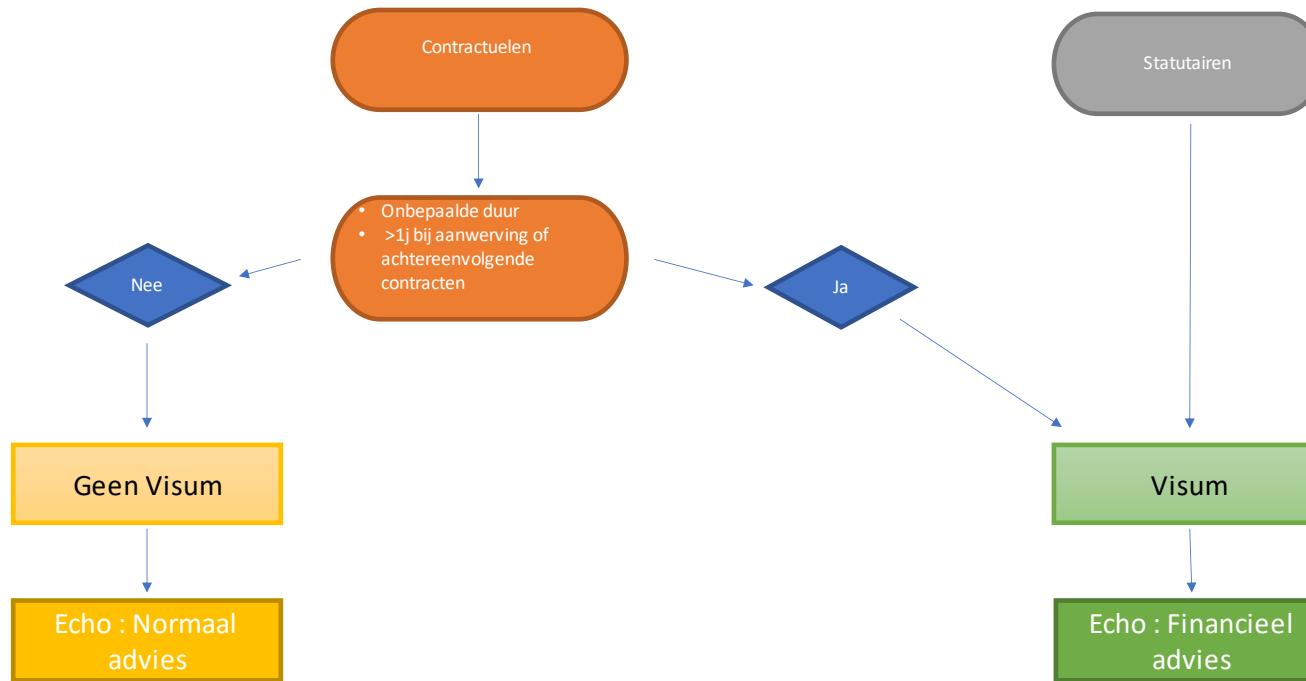 Contractuelen
Statutairen
• Onbepaalde duur
• >1j bij aanwerving of
achtereenvolgende
contracten
Nee
Ja
Geen Visum
Visum
Echo : Normaal
advies
Echo : Financieel
advies